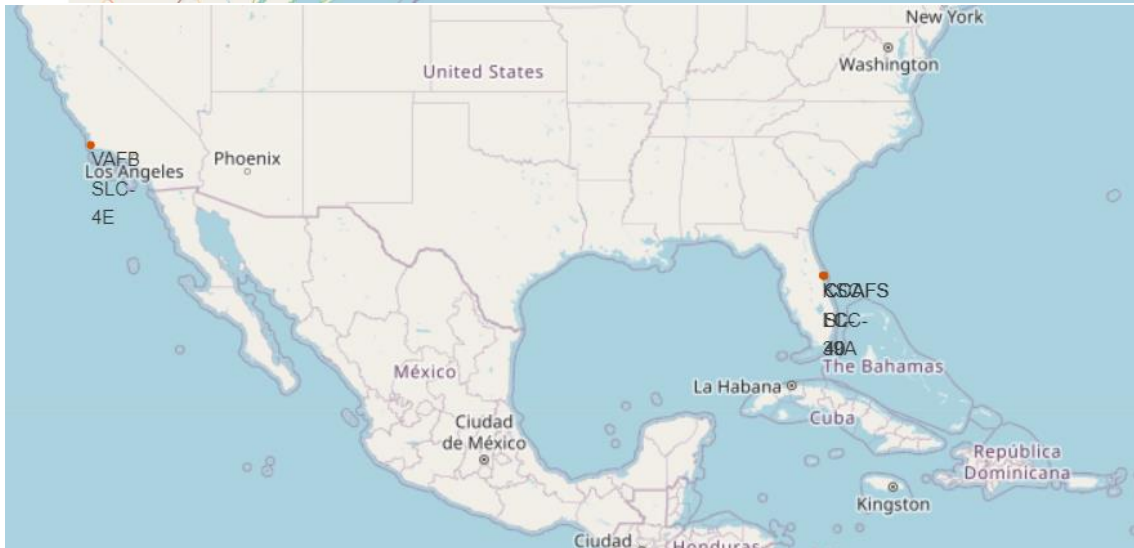 New York
Washington
United States
VAFB
SLC-
4E
Los Angeles
Phoenix
The Bahamas
La Habana
Cuba
México
Ciudad
de México
República
Dominicana
Kingston
Ciudad
Honduras